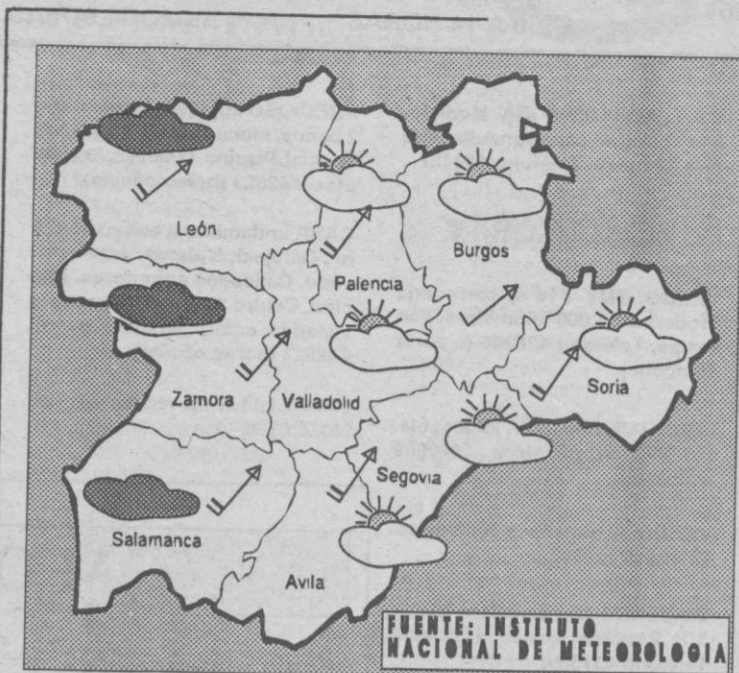 León
Palencia
Burgos
Zamora
Valladolid
Soria
Segovia
Salamanca
Avila
FUENTE: INSTITUTO
NACIONAL DE METEOROLOGIA